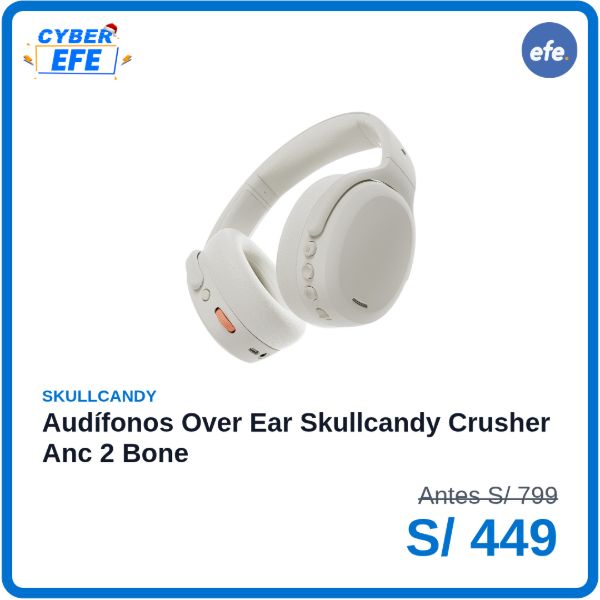 CYBER
EFE
efe.
SKULLCANDY
Audífonos Over Ear Skullcandy Crusher
Anc 2 Bone
Antes S/ 799
S/ 449